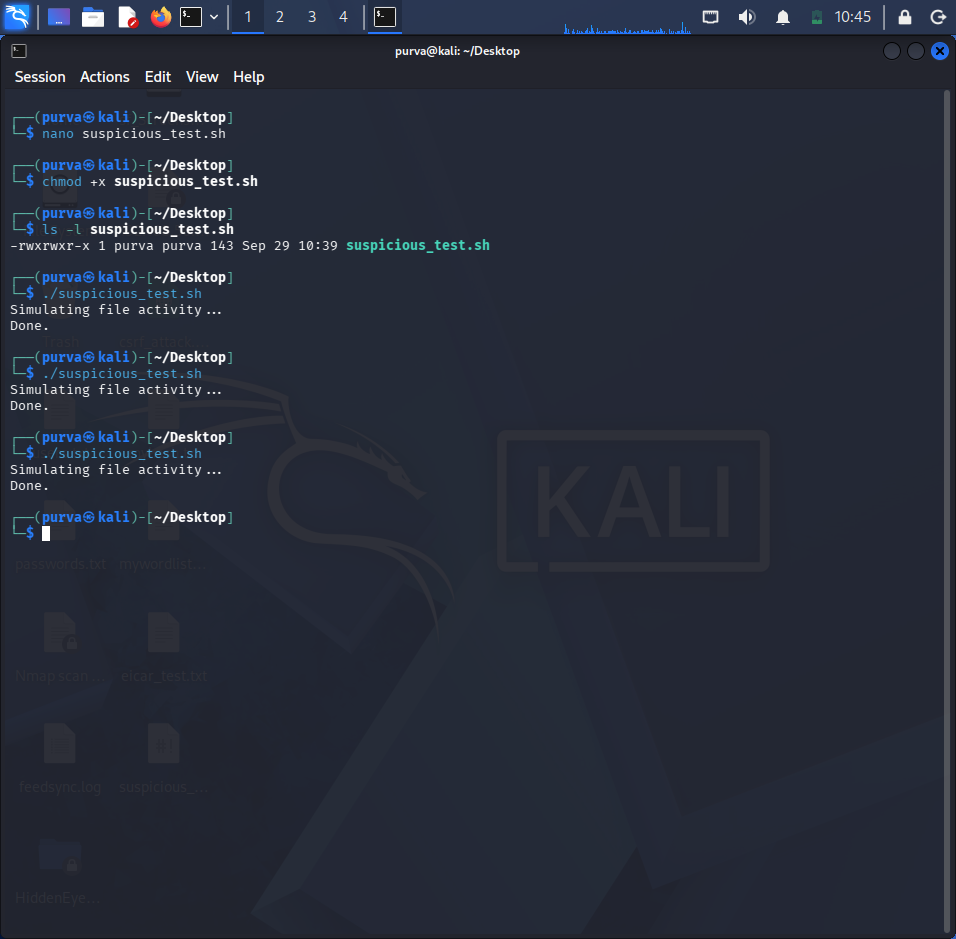 1 2 3 4 10:45
purva@kali: ~/Desktop
Session Actions Edit View Help
┌──(purva㉿kali)-[~/Desktop]
└─$ nano suspicious_test.sh
┌──(purva㉿kali)-[~/Desktop]
└─$ chmod +x suspicious_test.sh
┌──(purva㉿kali)-[~/Desktop]
└─$ ls -l suspicious_test.sh
-rwxrwxr-x 1 purva purva 143 Sep 29 10:39 suspicious_test.sh
┌──(purva㉿kali)-[~/Desktop]
└─$ ./suspicious_test.sh
Simulating file activity...
Done.
┌──(purva㉿kali)-[~/Desktop]
└─$ ./suspicious_test.sh
Simulating file activity...
Done.
┌──(purva㉿kali)-[~/Desktop]
└─$ ./suspicious_test.sh
Simulating file activity...
Done.
┌──(purva㉿kali)-[~/Desktop]
└─$
KALI
passwords.txt mywordlist...
Nmap.scan... eicar_test.txt
feedsync.log suspicious_...
HiddenEye...